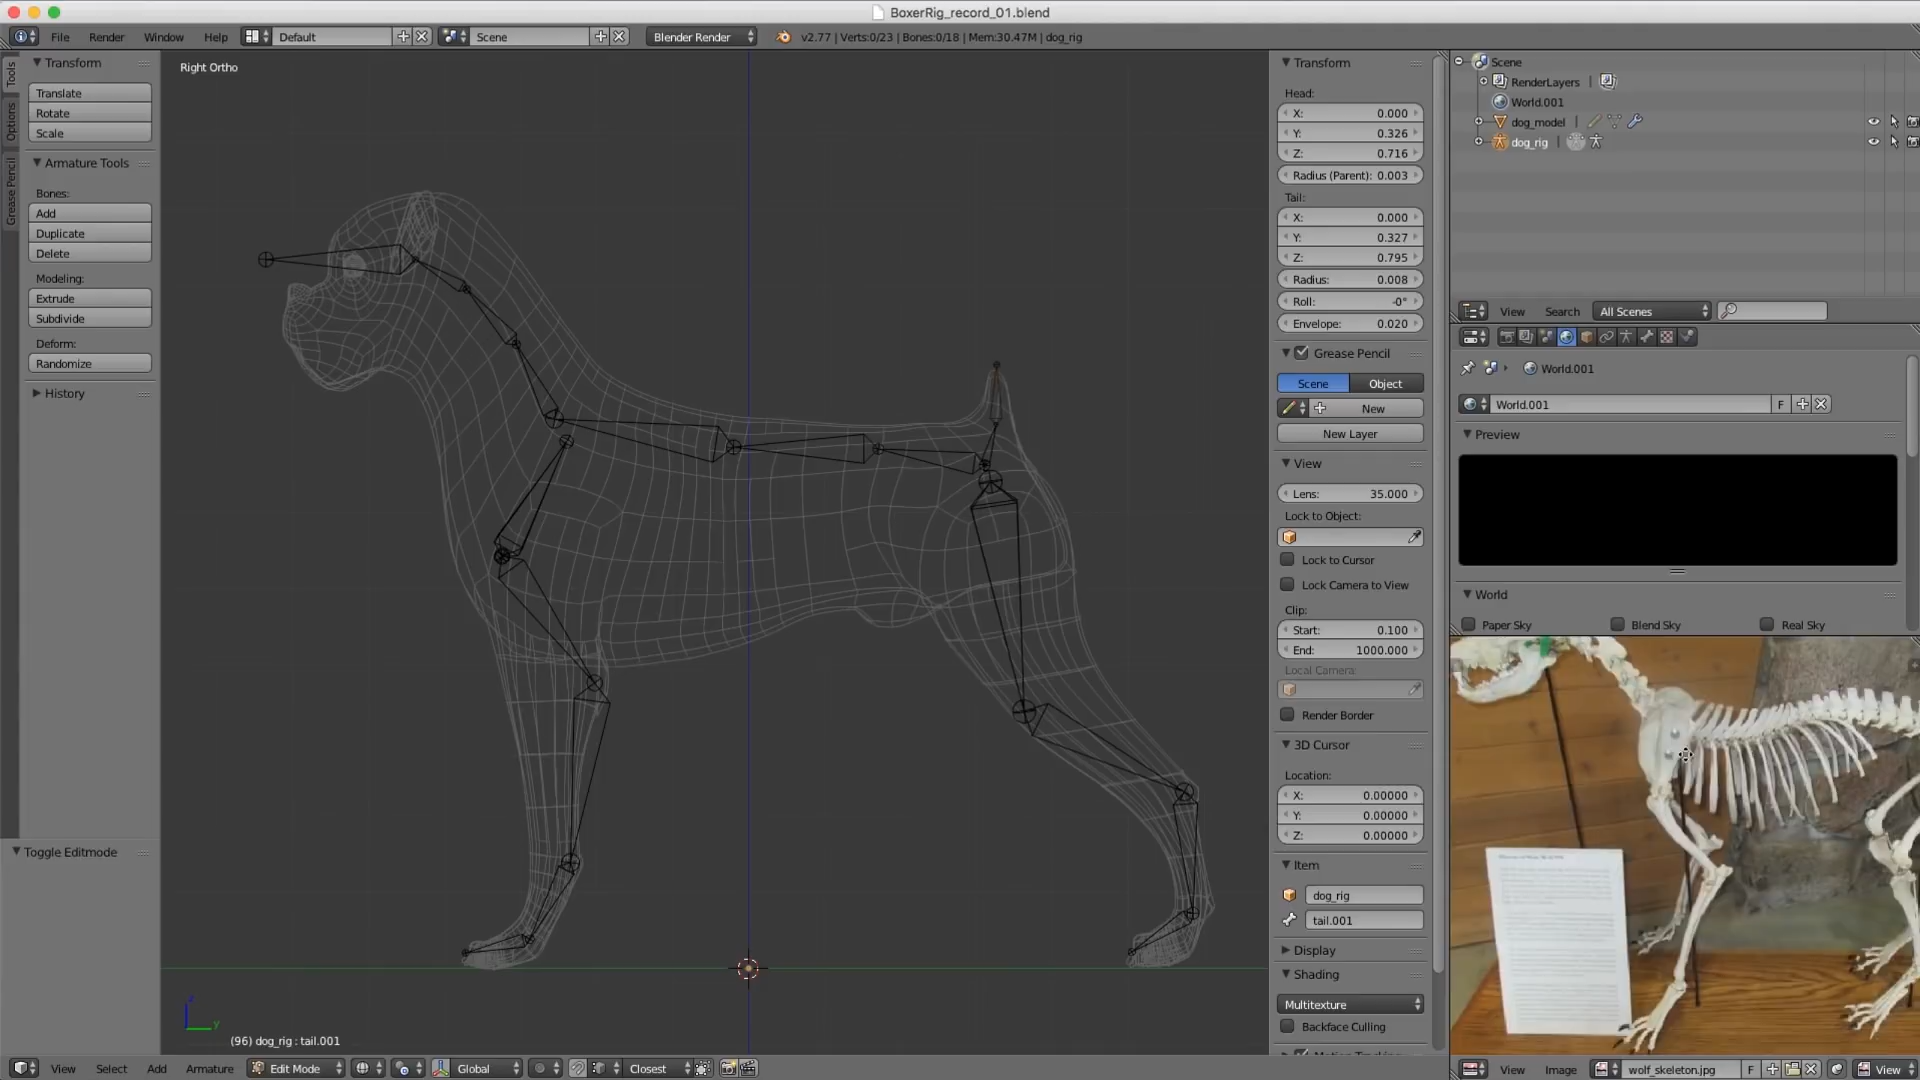 BoxerRig_record_01.blend
File Render Window Help Default Scene Blender Render v2.77 | Verts:0/23 | Bones:0/18 | Mem:30.47M | dog_rig
Tools
Options
Grease Pencil
Transform
Translate
Rotate
Scale
Armature Tools
Bones:
Add
Duplicate
Delete
Modeling:
Extrude
Subdivide
Deform:
Randomize
History
Toggle Editmode
Right Ortho
z
y
(96) dog_rig : tail.001
View Select Add Armature Edit Mode Global Closest
Transform
Head:
X: 0.000
Y: 0.326
Z: 0.716
Radius (Parent): 0.003
Tail:
X: 0.000
Y: 0.327
Z: 0.795
Radius: 0.008
Roll: -0°
Envelope: 0.020
Grease Pencil
Scene Object
New
New Layer
View
Lens: 35.000
Lock to Object:
Lock to Cursor
Lock Camera to View
Clip:
Start: 0.100
End: 1000.000
Local Camera:
Render Border
3D Cursor
Location:
X: 0.00000
Y: 0.00000
Z: 0.00000
Item
dog_rig
tail.001
Display
Shading
Multitexture
Backface Culling
Scene
RenderLayers |
World.001
dog_model |
dog_rig |
View Search All Scenes
World.001
World.001 F
Preview
World
Paper Sky Blend Sky Real Sky
View Image wolf_skeleton.jpg F View